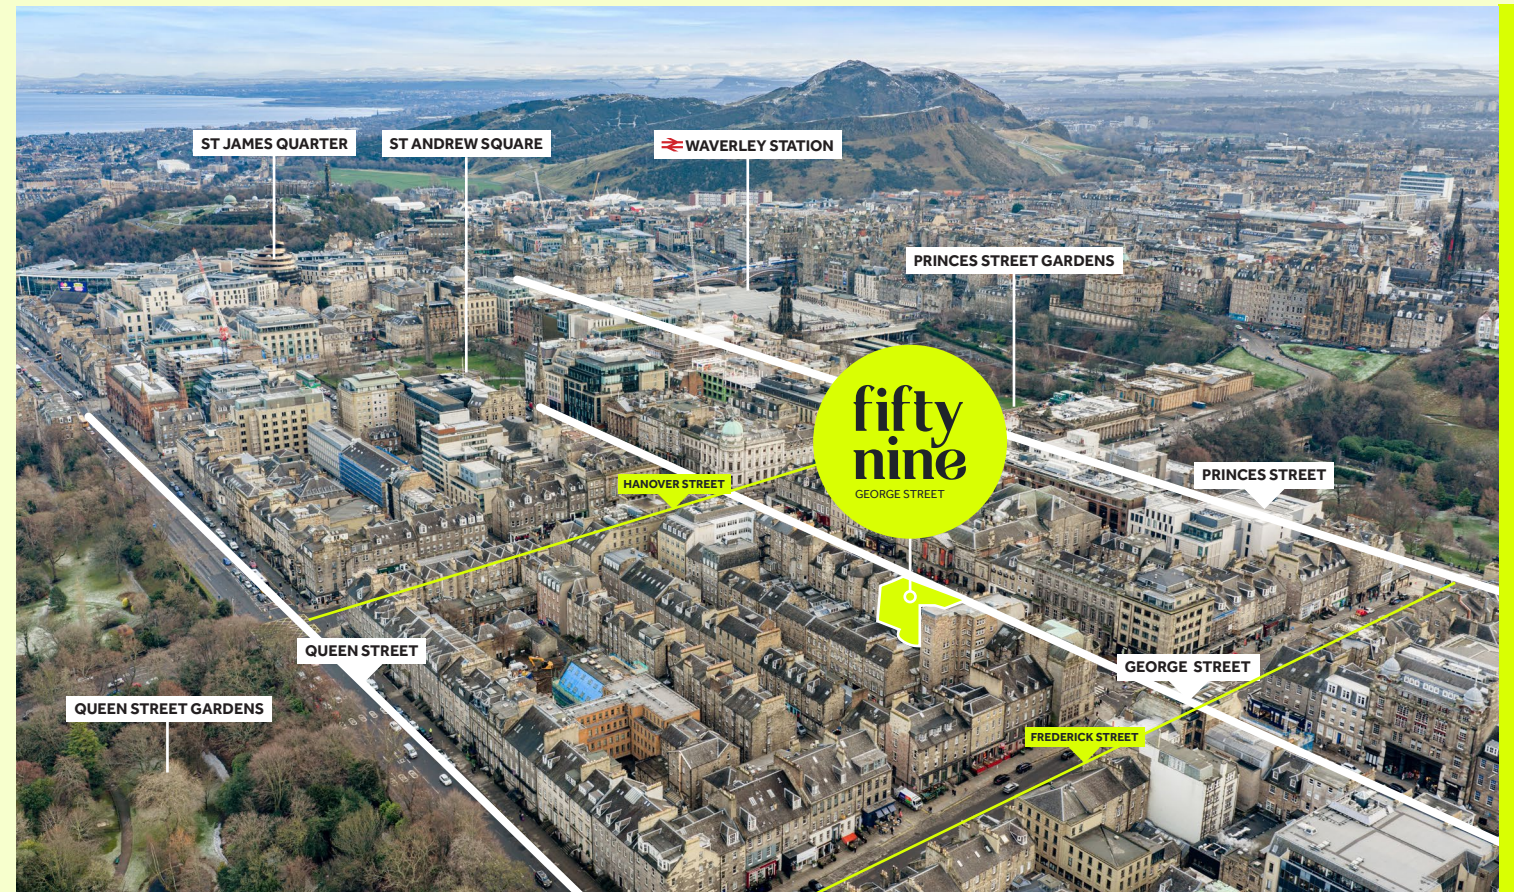 ST JAMES QUARTER
ST ANDREW SQUARE
WAVERLEY STATION
PRINCES STREET GARDENS
fifty
nine
GEORGE STREET
PRINCES STREET
HANOVER STREET
QUEEN STREET
GEORGE STREET
QUEEN STREET GARDENS
FREDERICK STREET